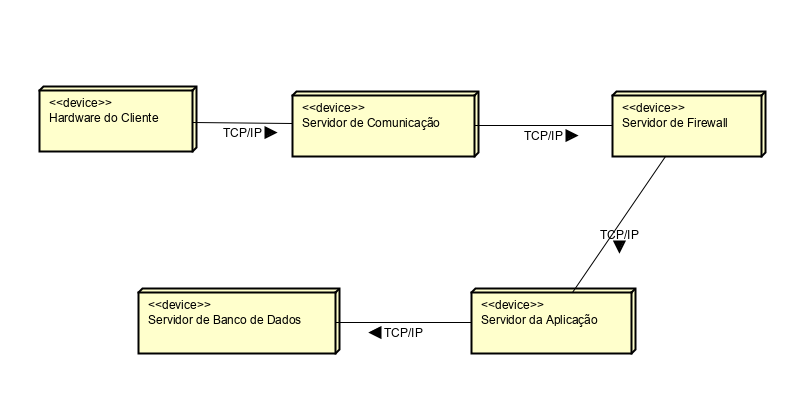 <<device>>
Hardware do Cliente
TCP/IP
<<device>>
Servidor de Comunicação
TCP/IP
<<device>>
Servidor de Firewall
TCP/IP
<<device>>
Servidor da Aplicação
TCP/IP
<<device>>
Servidor de Banco de Dados